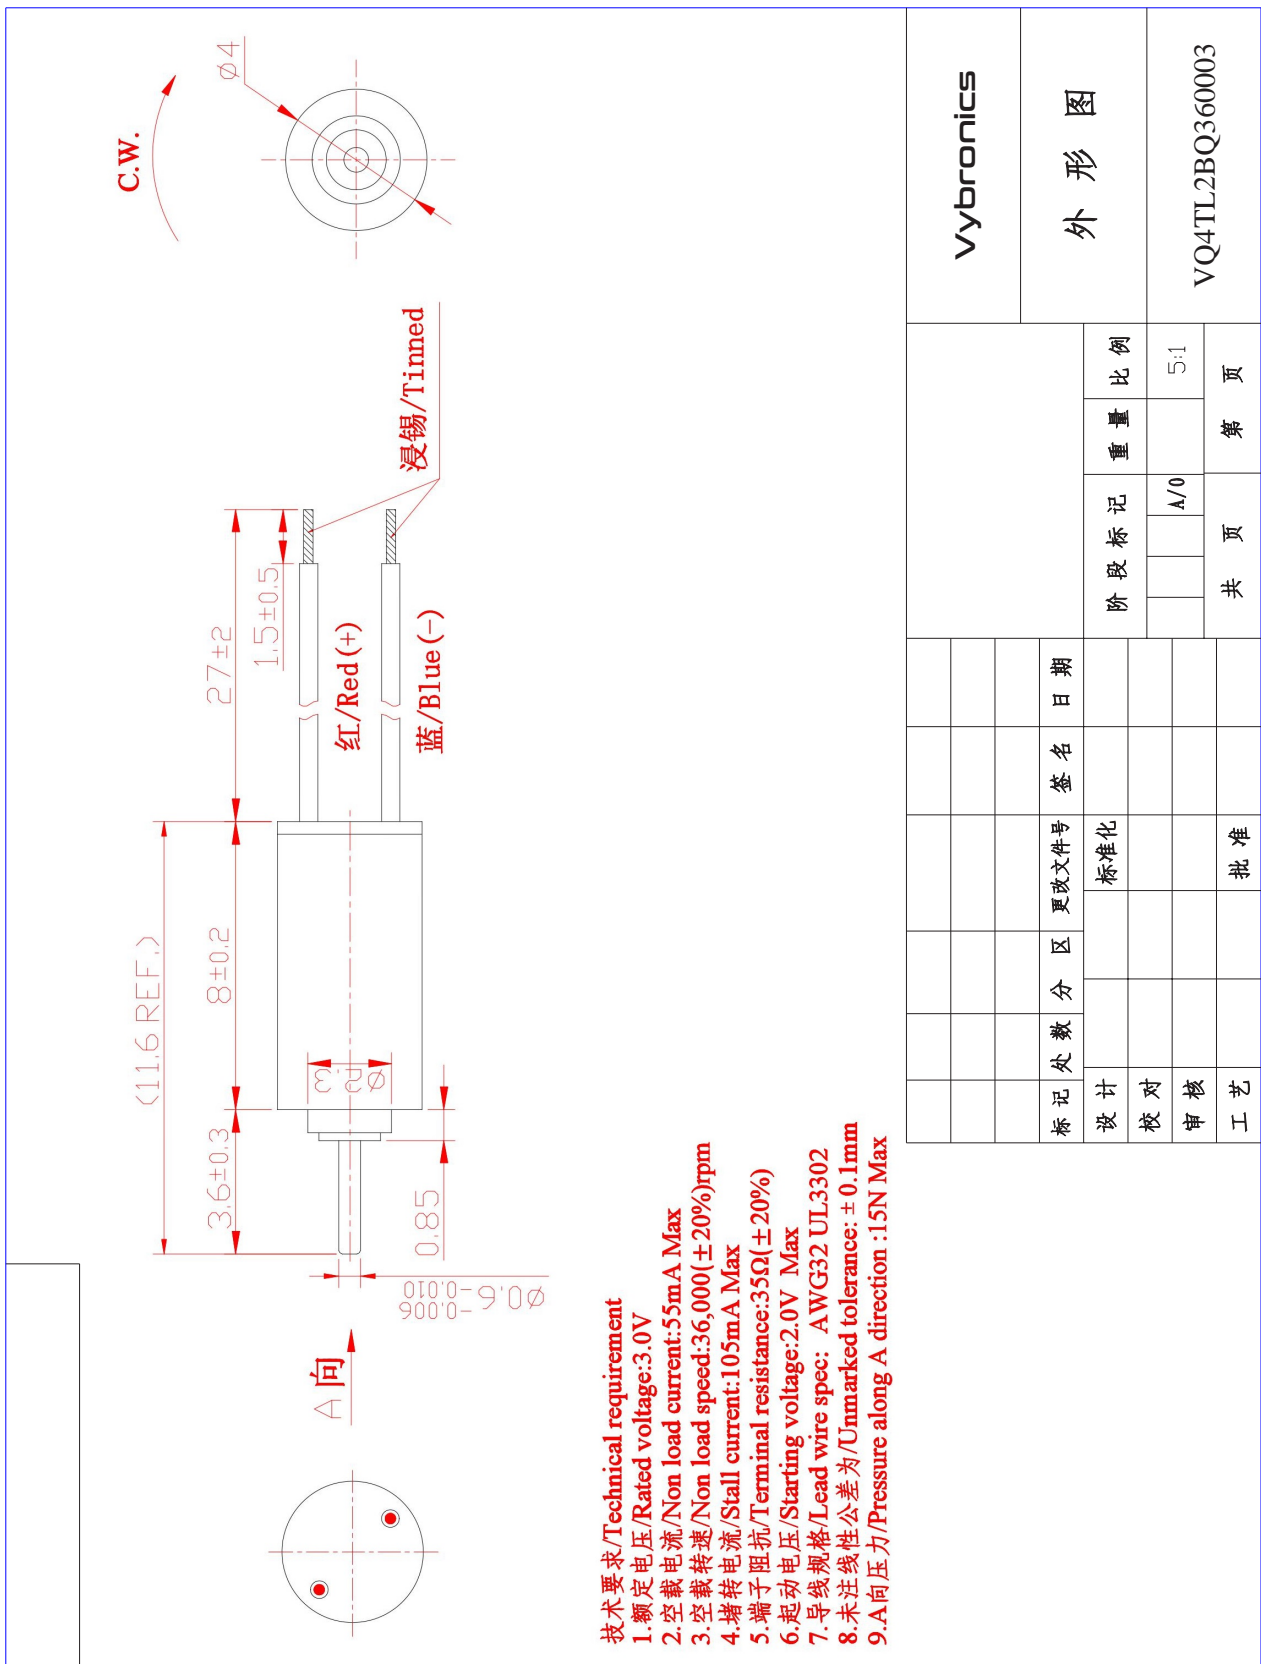 C.W.
Ø4
(11.6 REF.)
3.6±0.3
8±0.2
27±2
1.5±0.5
浸锡/Tinned
红/Red(+)
蓝/Blue(-)
Ø2.3
0.85
Ø0.6
-0.006
-0.010
A向
技术要求/Technical requirement
1.额定电压/Rated voltage:3.0V
2.空载电流/Non load current:55mA Max
3.空载转速/Non load speed:36,000(±20%)rpm
4.堵转电流/Stall current:105mA Max
5.端子阻抗/Terminal resistance:35Ω(±20%)
6.起动电压/Starting voltage:2.0V Max
7.导线规格/Lead wire spec: AWG32 UL3302
8.未注线性公差为/Unmarked tolerance: ± 0.1mm
9.A向压力/Pressure along A direction :15N Max
标记 处数 分 区 更改文件号 签名 日期
设计 标准化
校对
审核
工艺 批准
阶段标记 重量 比例
A/0 5:1
共 页 第 页
Vybronics
外形图
VQ4TL2BQ360003